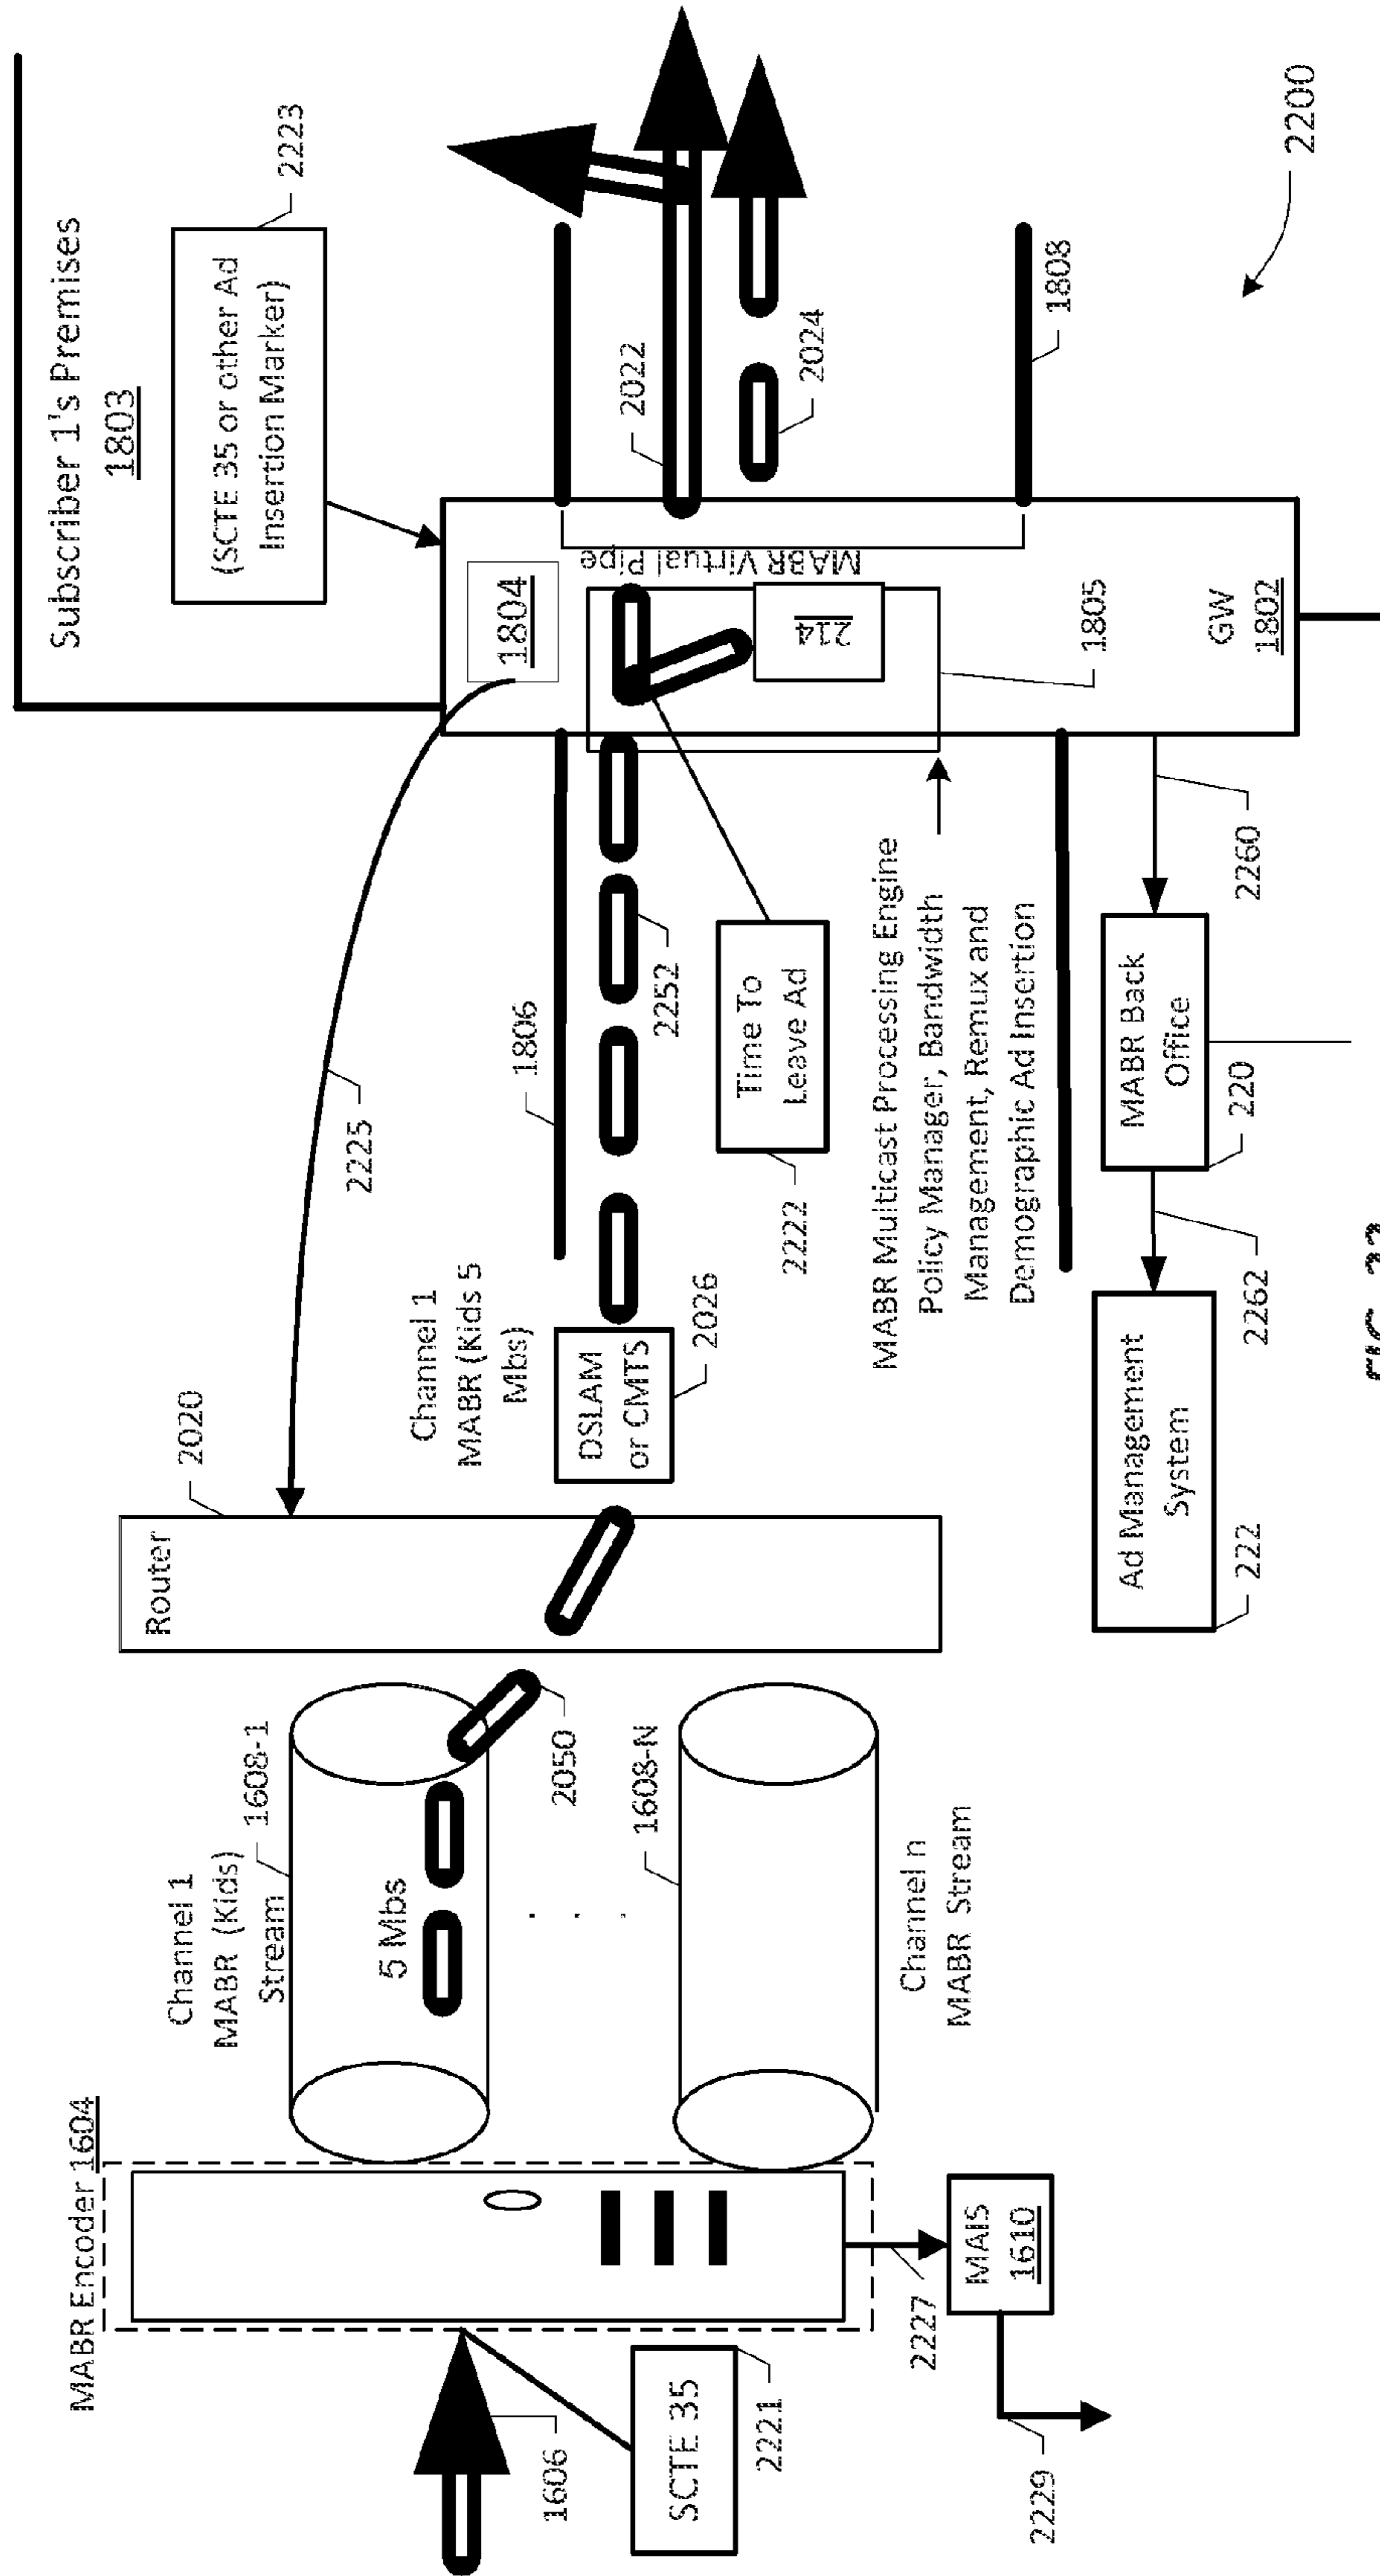 Subscriber 1's Premises
1803
(SCTE 35 or other Ad
Insertion Marker)
2223
1804
2225
Router
2020
MABR Encoder 1604
Channel 1
MABR (Kids)
Stream
1608-1
5 Mbs
2050
. . .
1608-N
Channel n
MABR Stream
1606
SCTE 35
2221
2227
MAIS
1610
2229
Channel 1
MABR (Kids 5
Mbs)
DSLAM
or CMTS
2026
1806
2252
Time To
Leave Ad
2222
MABR Multicast Processing Engine
Policy Manager, Bandwidth
Management, Remux and
Demographic Ad Insertion
MABR Virtual Pipe
214
1805
GW
1802
2022
2024
1808
2200
2260
MABR Back
Office
220
2262
Ad Management
System
222